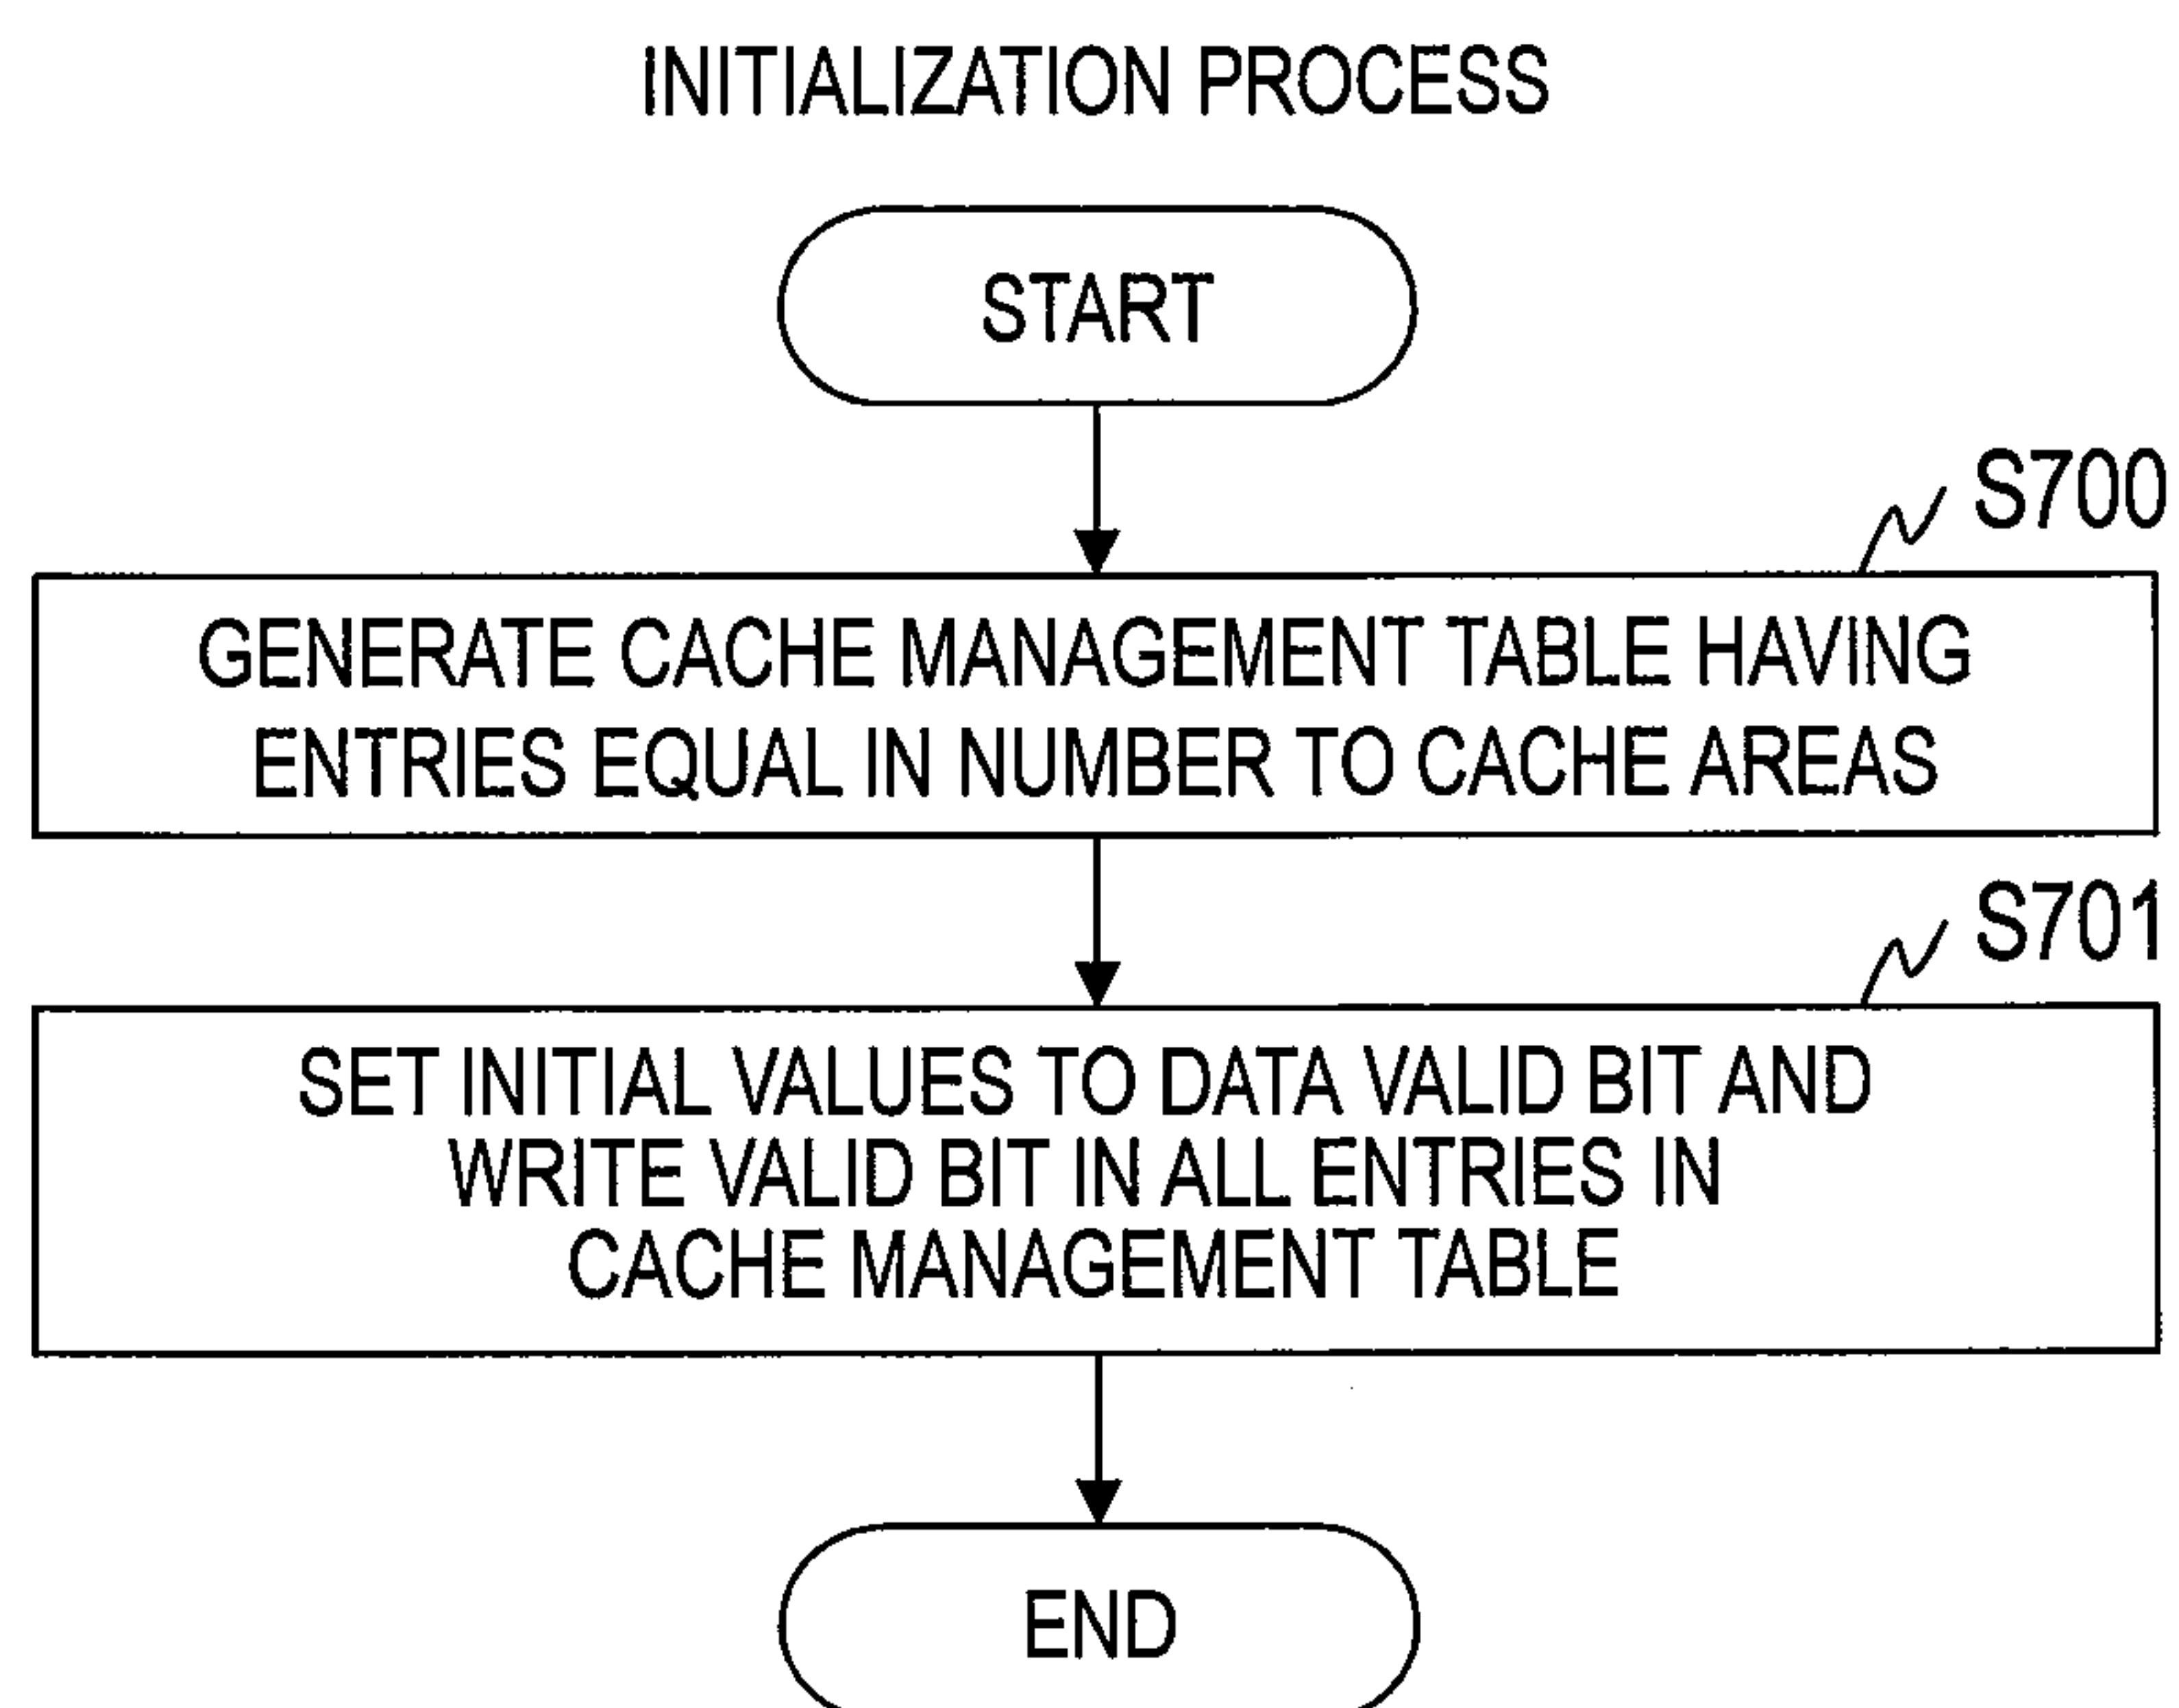 INITIALIZATION PROCESS
START
S700
GENERATE CACHE MANAGEMENT TABLE HAVING
ENTRIES EQUAL IN NUMBER TO CACHE AREAS
S701
SET INITIAL VALUES TO DATA VALID BIT AND
WRITE VALID BIT IN ALL ENTRIES IN
CACHE MANAGEMENT TABLE
END